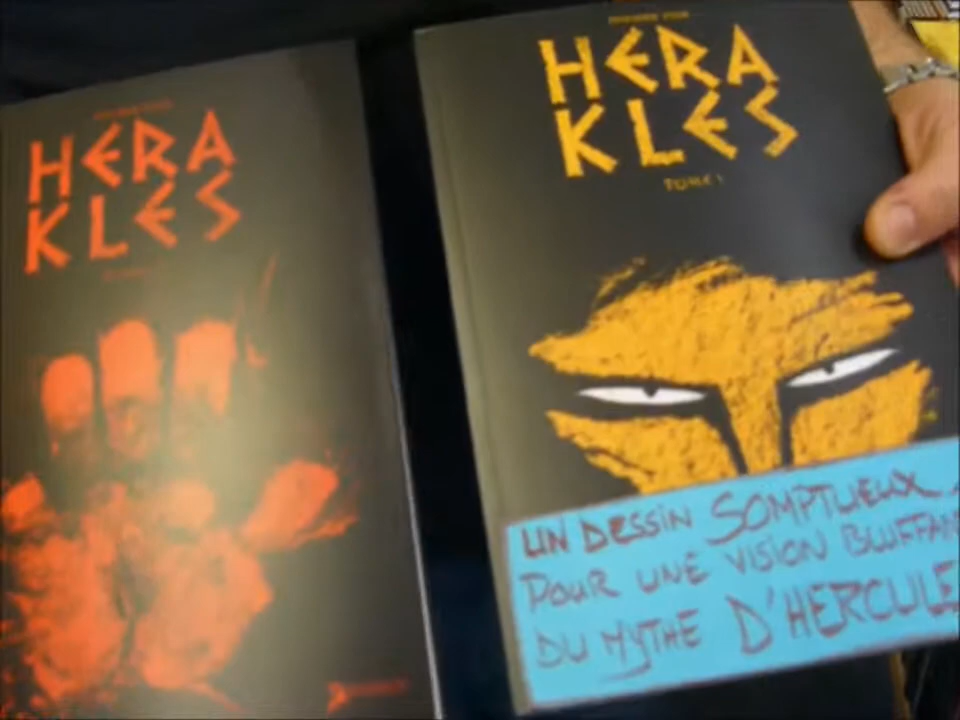 HERA
KLES
HERA
KLES
TOME 1
UN DESSIN SOMPTUEUX
POUR UNE VISION BLUFFAN
DU MYTHE D'HERCULE